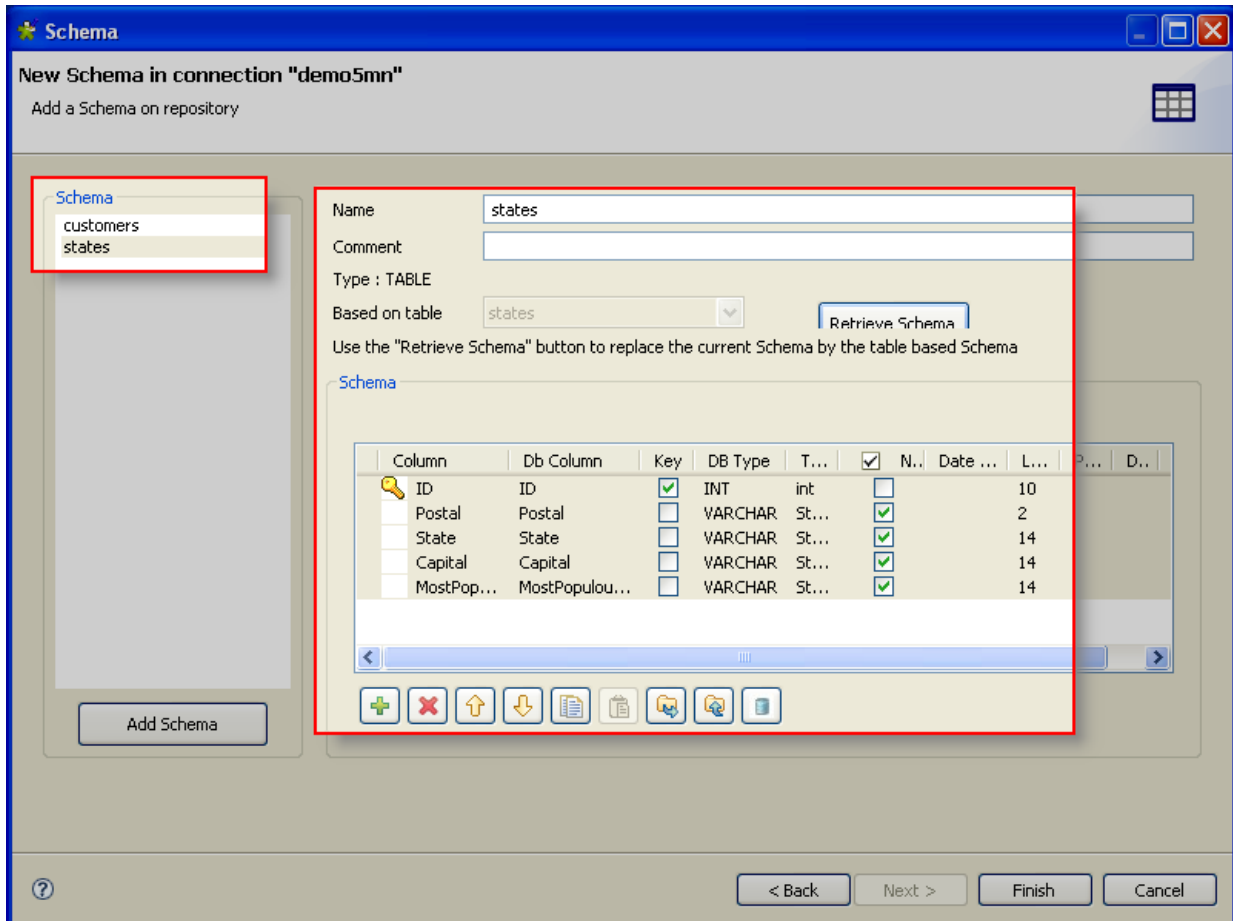 Schema
New Schema in connection "demo5mn"
Add a Schema on repository
Schema
customers
states
Add Schema
Name states
Comment
Type : TABLE
Based on table states Retrieve Schema
Use the "Retrieve Schema" button to replace the current Schema by the table based Schema
Schema
Column Db Column Key DB Type T... N.. Date ... L... P... D..
ID ID INT int 10
Postal Postal VARCHAR St... 2
State State VARCHAR St... 14
Capital Capital VARCHAR St... 14
MostPop... MostPopulou... VARCHAR St... 14
< Back Next > Finish Cancel